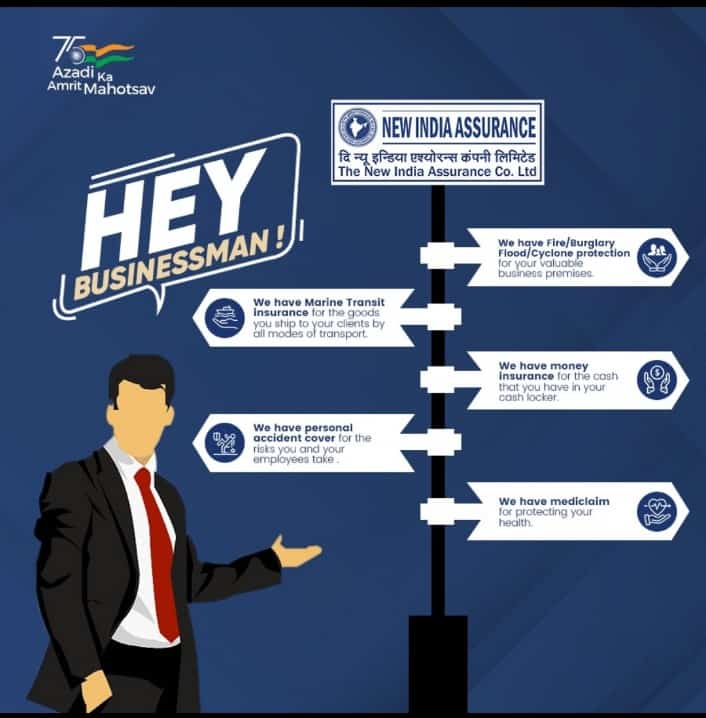 75
Azadi Ka
Amrit Mahotsav
HEY
BUSINESSMAN !
NEW INDIA ASSURANCE
दि न्यू इन्डिया एश्योरन्स कंपनी लिमिटेड
The New India Assurance Co. Ltd
We have Fire/Burglary
Flood/Cyclone protection
for your valuable
business premises.
We have Marine Transit
insurance for the goods
you ship to your clients by
all modes of transport.
We have money
insurance for the cash
that you have in your
cash locker.
We have personal
accident cover for the
risks you and your
employees take .
We have mediclaim
for protecting your
health.